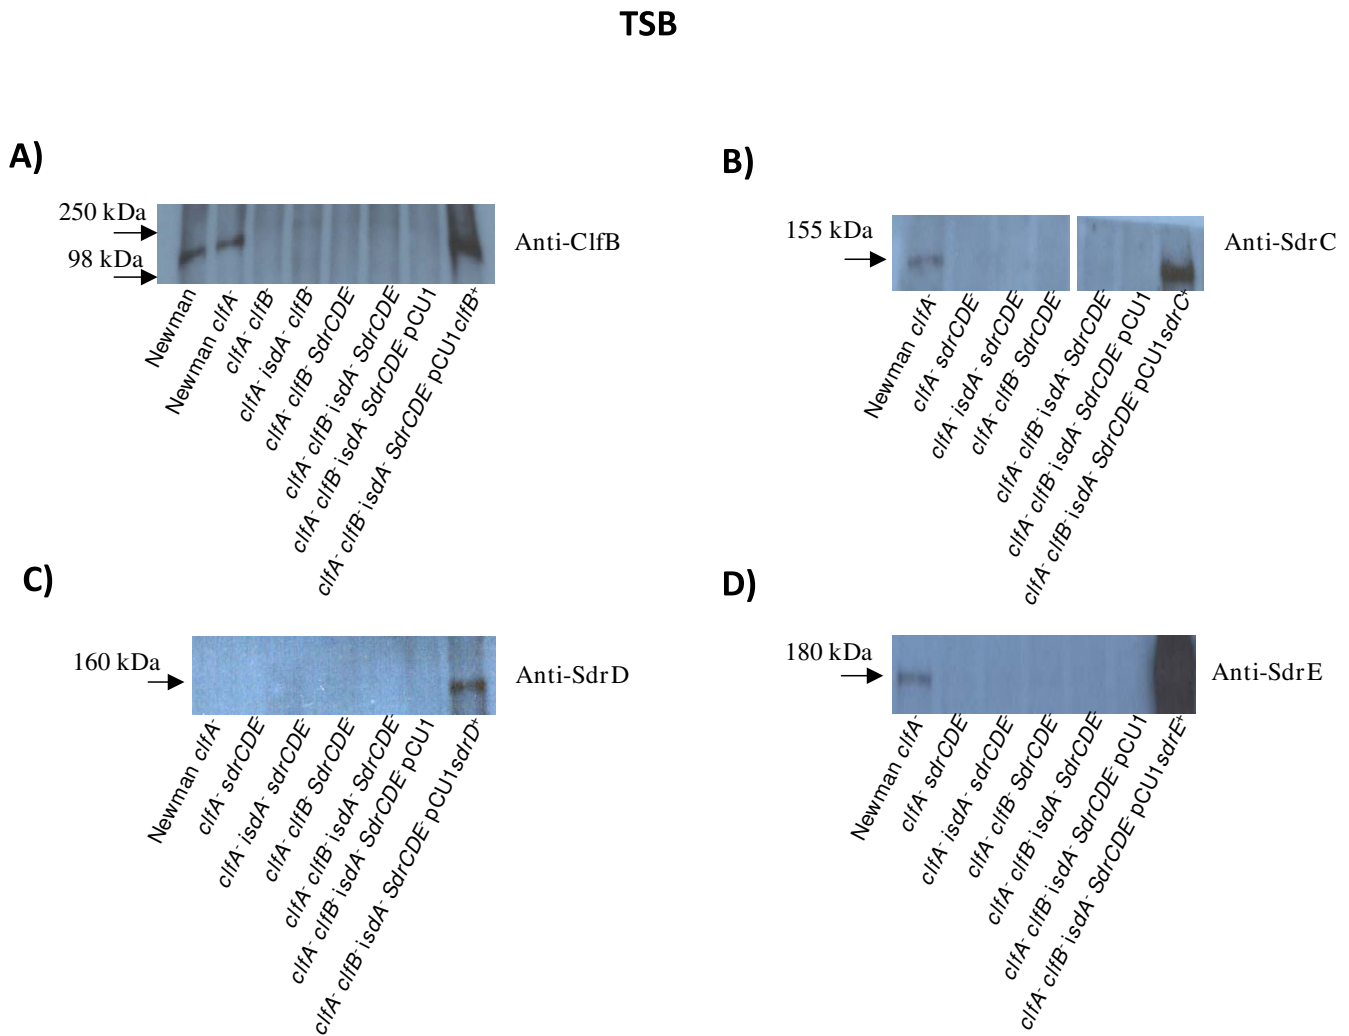 TSB
A)
250 kDa
98 kDa
Anti-ClfB
Newman
Newman clfA-
clfA- clfB-
clfA- isdA- clfB-
clfA- clfB- SdrCDE-
clfA- clfB- isdA- SdrCDE-
clfA- clfB- isdA- SdrCDE- pCU1
clfA- clfB- isdA- SdrCDE- pCU1clfB+
B)
155 kDa
Anti-SdrC
Newman clfA-
clfA- sdrCDE-
clfA- isdA- sdrCDE-
clfA- clfB- SdrCDE-
clfA- clfB- isdA- SdrCDE-
clfA- clfB- isdA- SdrCDE- pCU1
clfA- clfB- isdA- SdrCDE- pCU1sdrC+
C)
160 kDa
Anti-SdrD
Newman clfA-
clfA- sdrCDE-
clfA- isdA- sdrCDE-
clfA- clfB- SdrCDE-
clfA- clfB- isdA- SdrCDE-
clfA- clfB- isdA- SdrCDE- pCU1
clfA- clfB- isdA- SdrCDE- pCU1sdrD+
D)
180 kDa
Anti-SdrE
Newman clfA-
clfA- sdrCDE-
clfA- isdA- sdrCDE-
clfA- clfB- SdrCDE-
clfA- clfB- isdA- SdrCDE-
clfA- clfB- isdA- SdrCDE- pCU1
clfA- clfB- isdA- SdrCDE- pCU1sdrE+